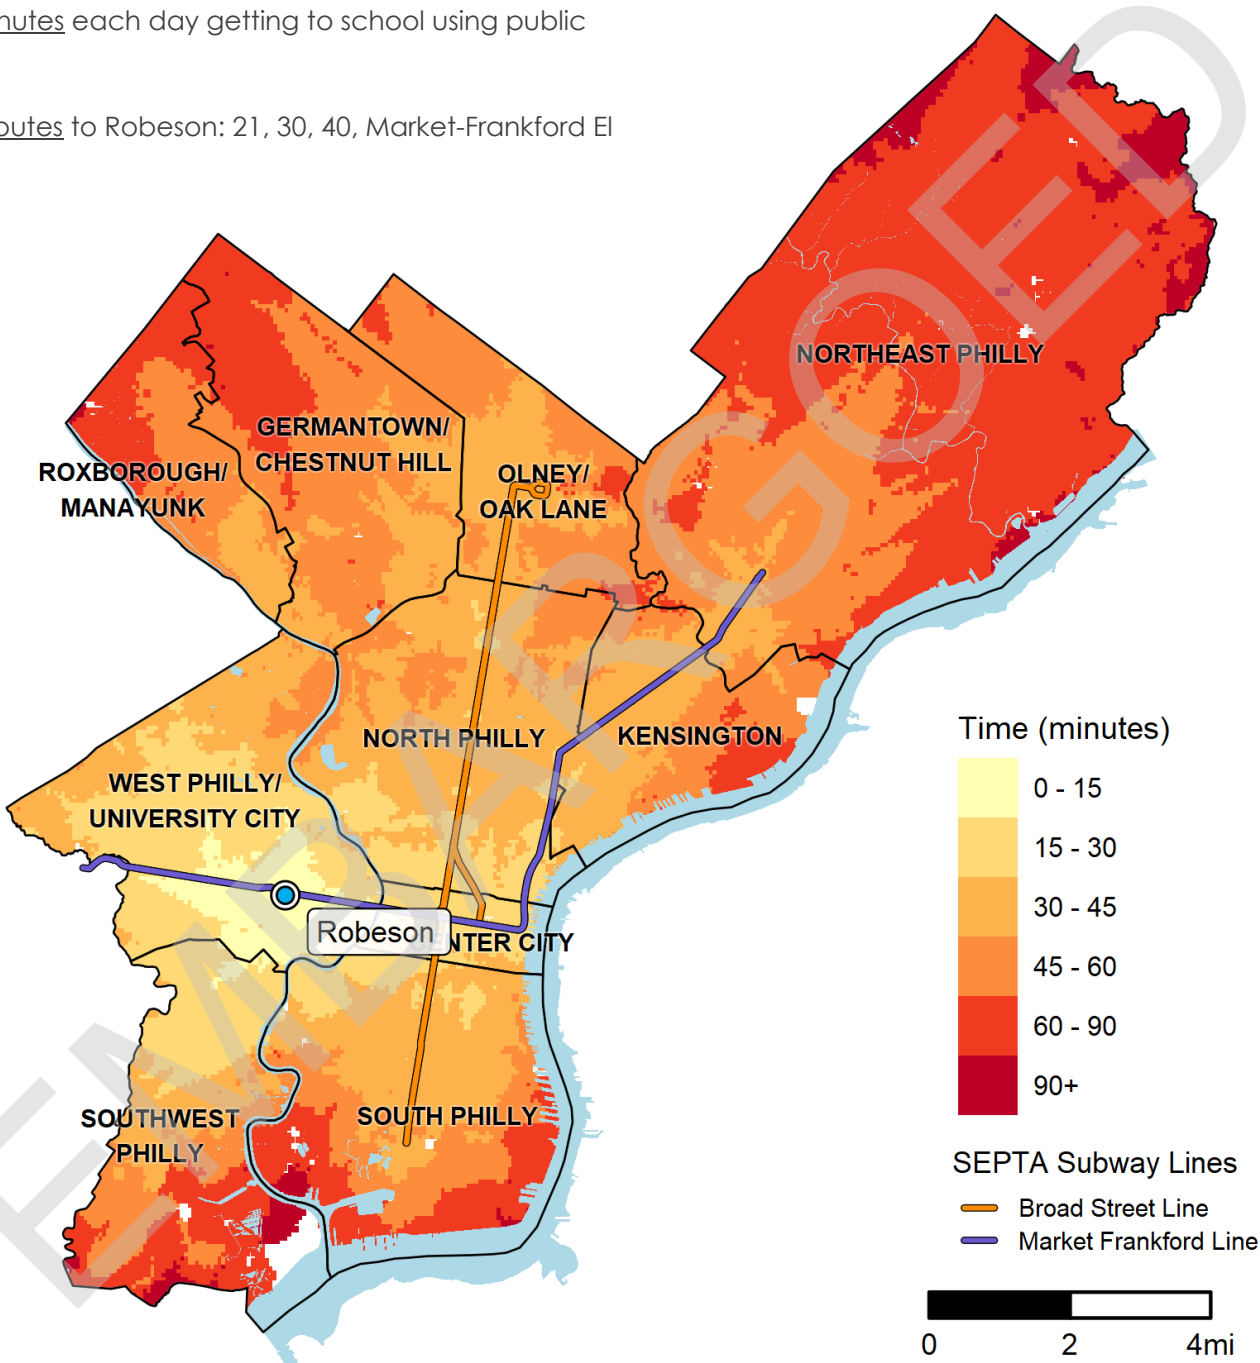 nutes each day getting to school using public
outes to Robeson: 21, 30, 40, Market-Frankford El
NORTHEAST PHILLY
GERMANTOWN/
CHESTNUT HILL
ROXBOROUGH/
MANAYUNK
OLNEY/
OAK LANE
NORTH PHILLY
KENSINGTON
WEST PHILLY/
UNIVERSITY CITY
Robeson
NTER CITY
SOUTHWEST
PHILLY
SOUTH PHILLY
Time (minutes)
0 - 15
15 - 30
30 - 45
45 - 60
60 - 90
90+
SEPTA Subway Lines
Broad Street Line
Market Frankford Line
0 2 4mi
EMBARGOED